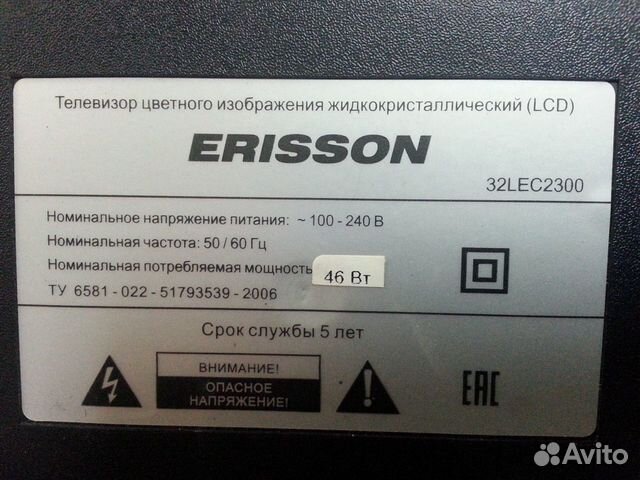 Телевизор цветного изображения жидкокристаллический (LCD)
ERISSON
32LEC2300
Номинальное напряжение питания: ~ 100 - 240 В
Номинальная частота: 50 / 60 Гц
Номинальная потребляемая мощность 46 Вт
ТУ 6581 - 022 - 51793539 - 2006
Срок службы 5 лет
ВНИМАНИЕ!
ОПАСНОЕ
НАПРЯЖЕНИЕ!
ЕАС
Avito